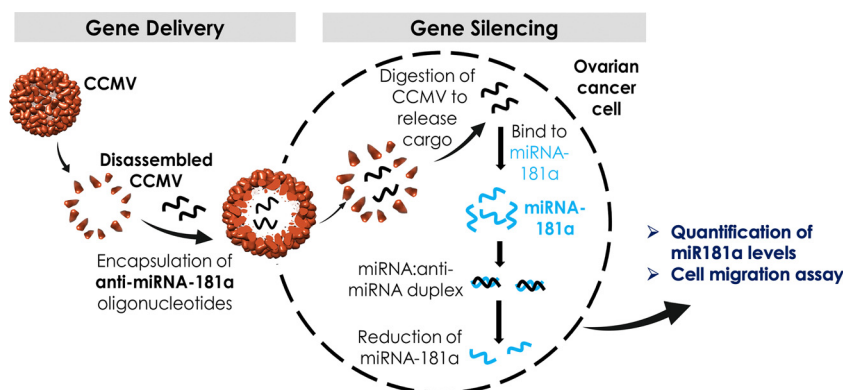 Gene Delivery
Gene Silencing
CCMV
Disassembled
CCMV
Encapsulation of
anti-miRNA-181a
oligonucleotides
Digestion of
CCMV to
release
cargo
Ovarian
cancer
cell
Bind to
miRNA-
181a
miRNA-
181a
miRNA:anti-
miRNA duplex
Reduction of
miRNA-181a
➢ Quantification of
miR181a levels
➢ Cell migration assay